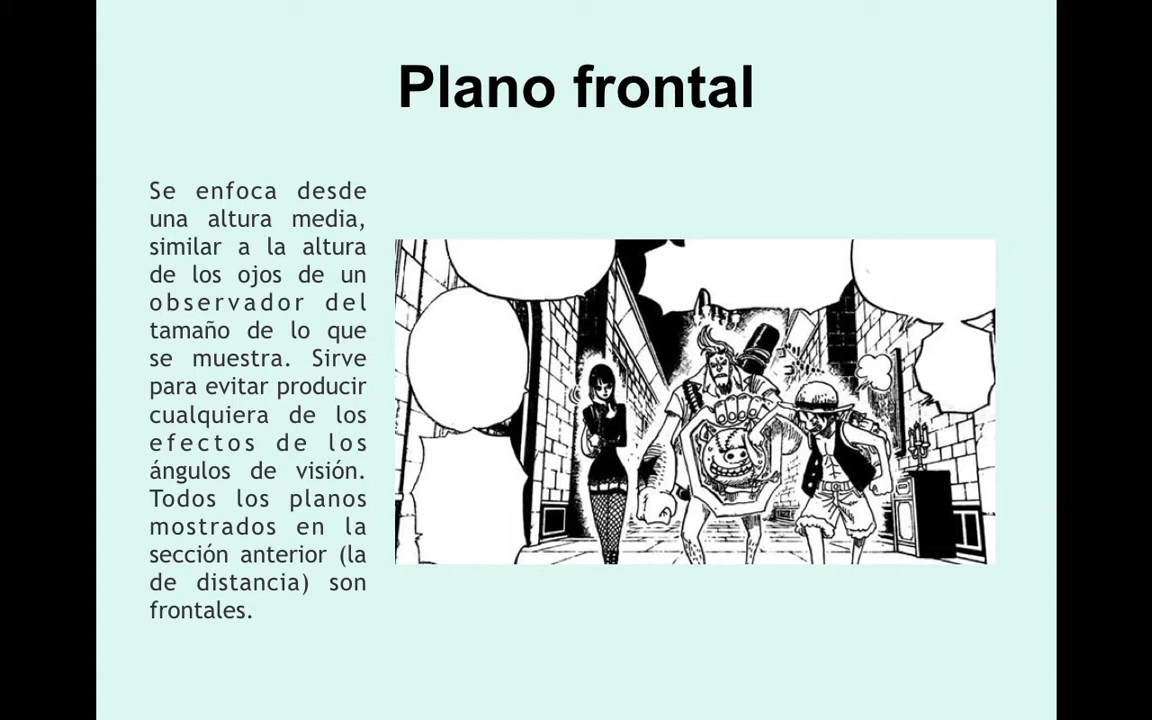 Plano frontal
Se enfoca desde
una altura media,
similar a la altura
de los ojos de un
observador del
tamaño de lo que
se muestra. Sirve
para evitar producir
cualquiera de los
efectos de los
ángulos de visión.
Todos los planos
mostrados en la
sección anterior (la
de distancia) son
frontales.